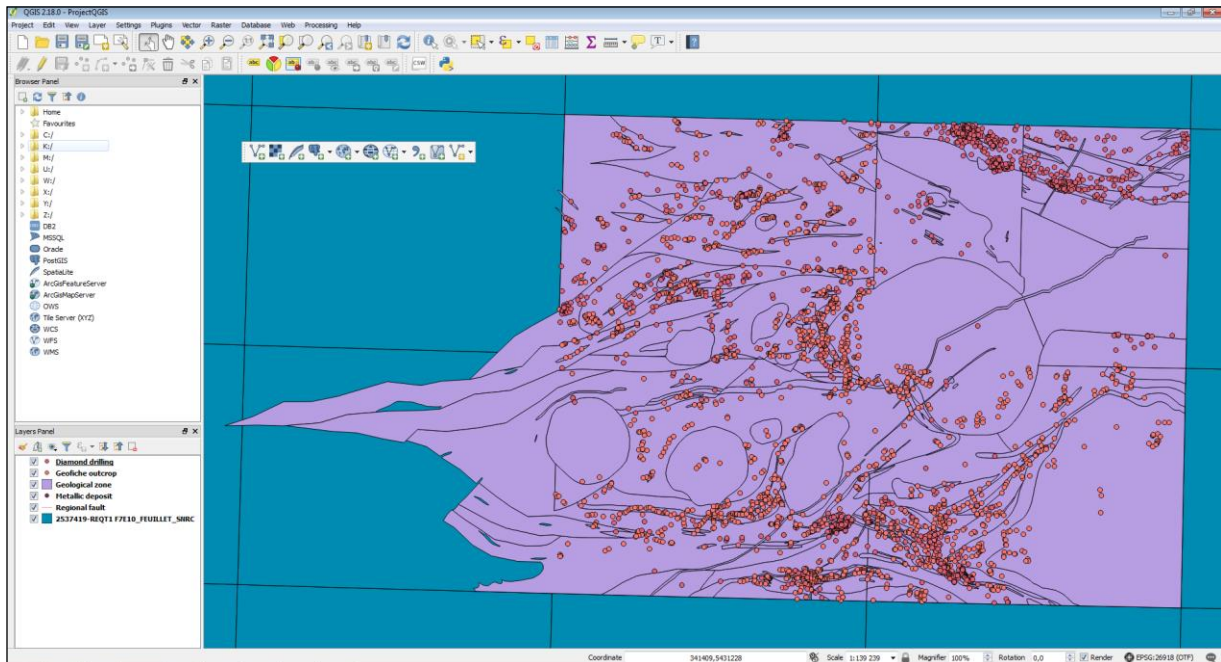 QGIS 2.18.0 - ProjectQGIS
Project Edit View Layer Settings Plugins Vector Raster Database Web Processing Help
abc abc
CSW
Browser Panel
Home
Favourites
C:/
K:/
M:/
U:/
W:/
X:/
Y:/
Z:/
DB2
MSSQL
Oracle
PostGIS
SpatiaLite
ArcGisFeatureServer
ArcGisMapServer
OWS
Tile Server (XYZ)
WCS
WFS
WMS
Layers Panel
Diamond drilling
Geofiche outcrop
Geological zone
Metallic deposit
Regional fault
2537419-REQT1 F7E10_FEUILLET_SNRC
Coordinate 341409,5431228 Scale 1:139 239 Magnifier 100% Rotation 0,0 Render EPSG:26918 (OTF)